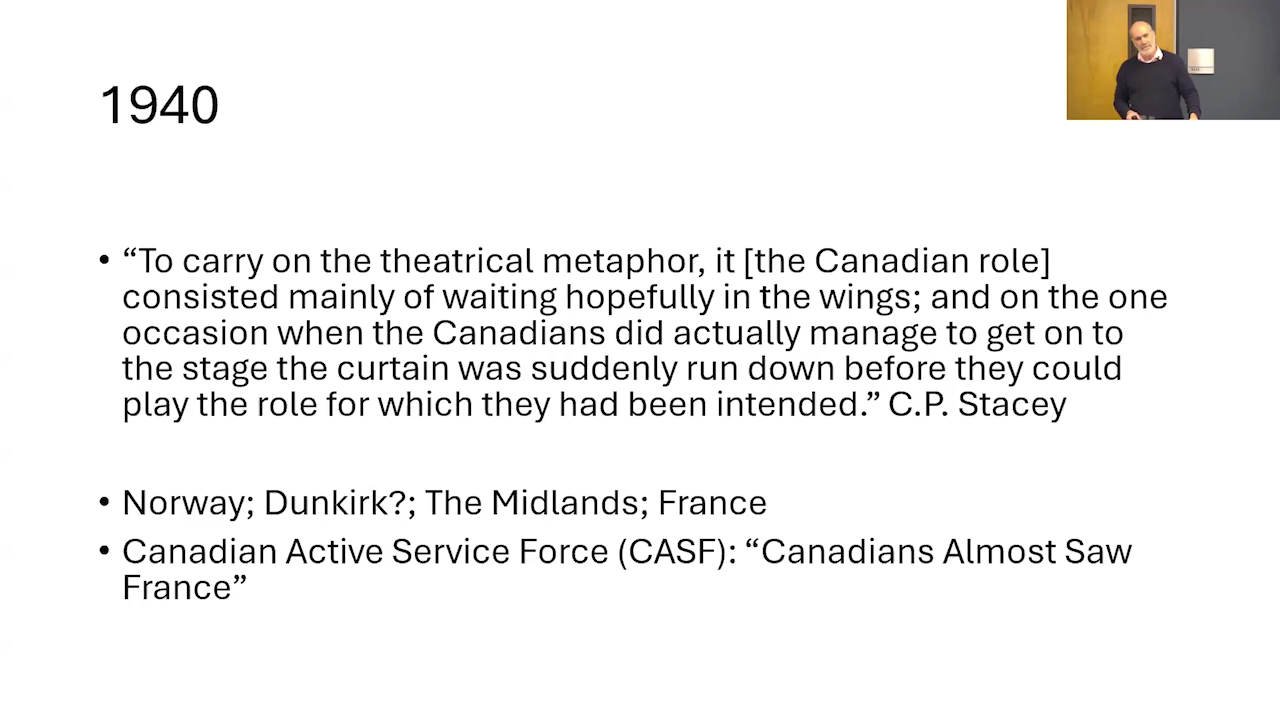 1940
• “To carry on the theatrical metaphor, it [the Canadian role]
consisted mainly of waiting hopefully in the wings; and on the one
occasion when the Canadians did actually manage to get on to
the stage the curtain was suddenly run down before they could
play the role for which they had been intended.” C.P. Stacey
• Norway; Dunkirk?; The Midlands; France
• Canadian Active Service Force (CASF): “Canadians Almost Saw
France”